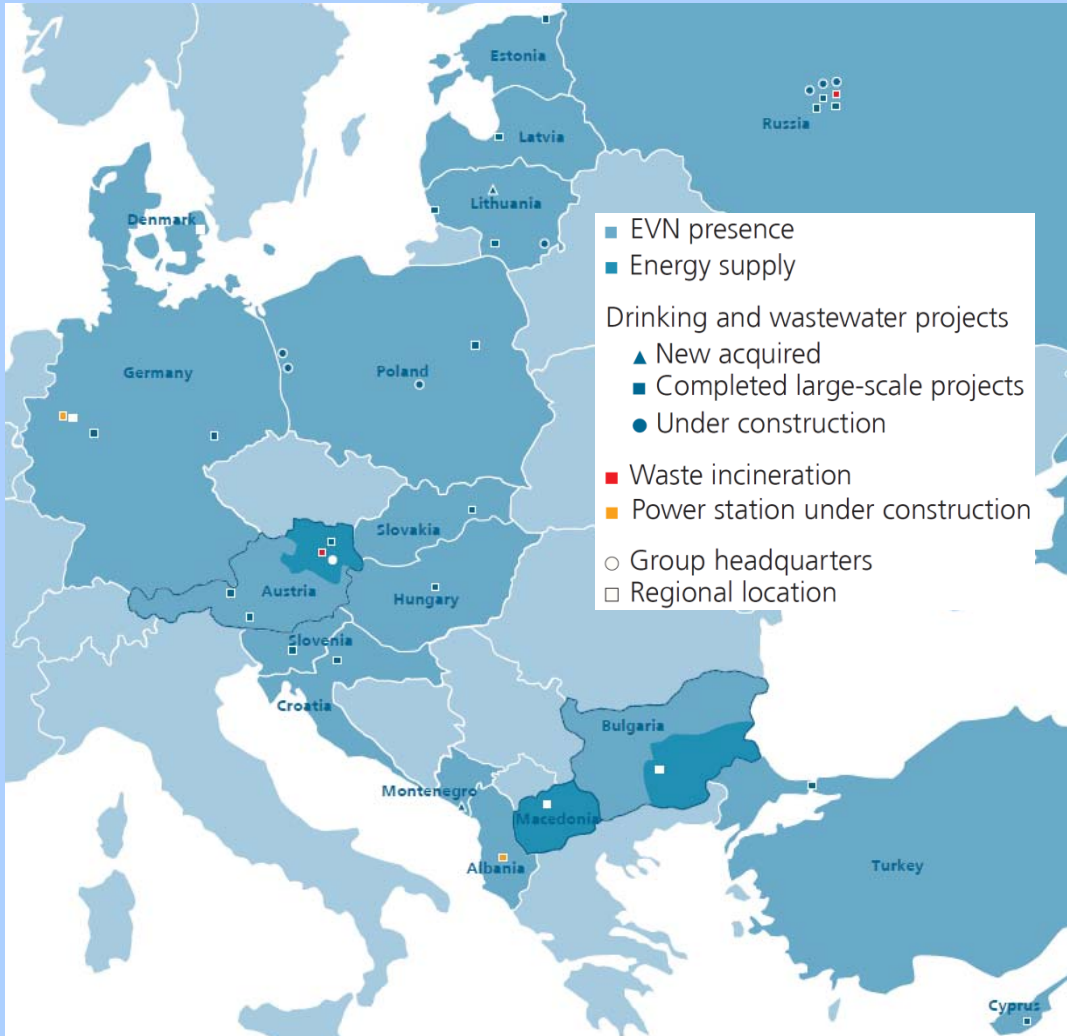 Estonia
Russia
Latvia
Lithuania
Denmark
EVN presence
Energy supply
Drinking and wastewater projects
New acquired
Completed large-scale projects
Under construction
Waste incineration
Power station under construction
Group headquarters
Regional location
Germany
Poland
Slovakia
Austria
Hungary
Slovenia
Croatia
Bulgaria
Montenegro
Macedonia
Albania
Turkey
Cyprus